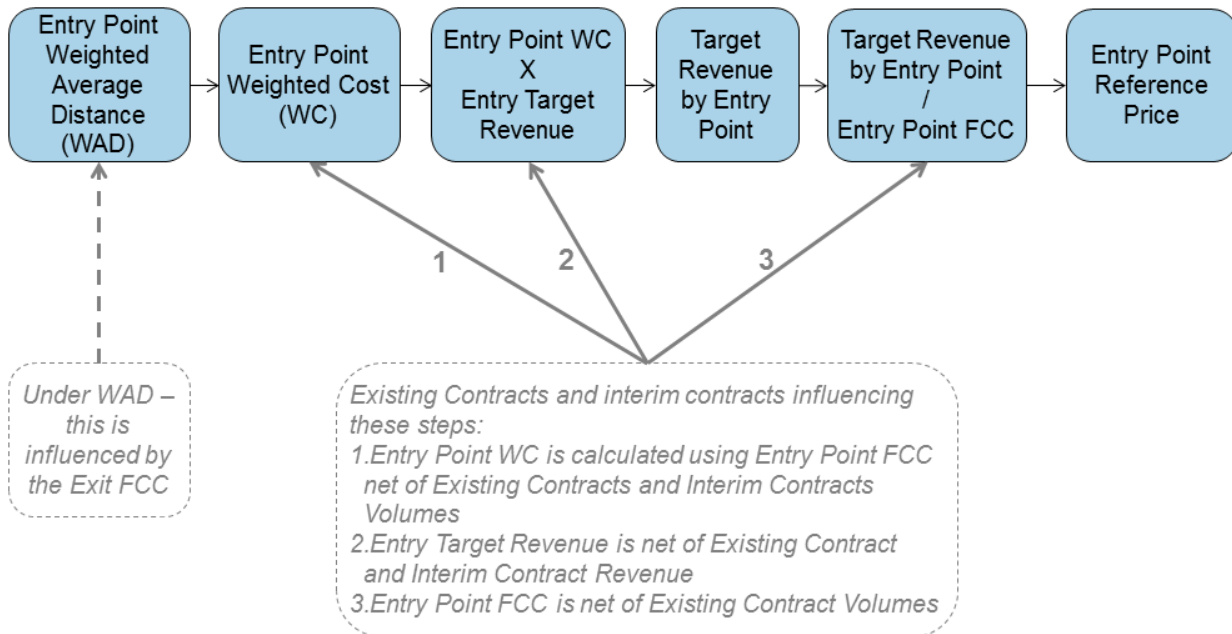 Entry Point
Weighted
Average
Distance
(WAD)
Entry Point
Weighted Cost
(WC)
Entry Point WC
X
Entry Target
Revenue
Target
Revenue
by Entry
Point
Target Revenue
by Entry Point
/
Entry Point FCC
Entry Point
Reference
Price
1
2
3
Under WAD –
this is
influenced by
the Exit FCC
Existing Contracts and interim contracts influencing
these steps:
1.Entry Point WC is calculated using Entry Point FCC
net of Existing Contracts and Interim Contracts
Volumes
2.Entry Target Revenue is net of Existing Contract
and Interim Contract Revenue
3.Entry Point FCC is net of Existing Contract Volumes